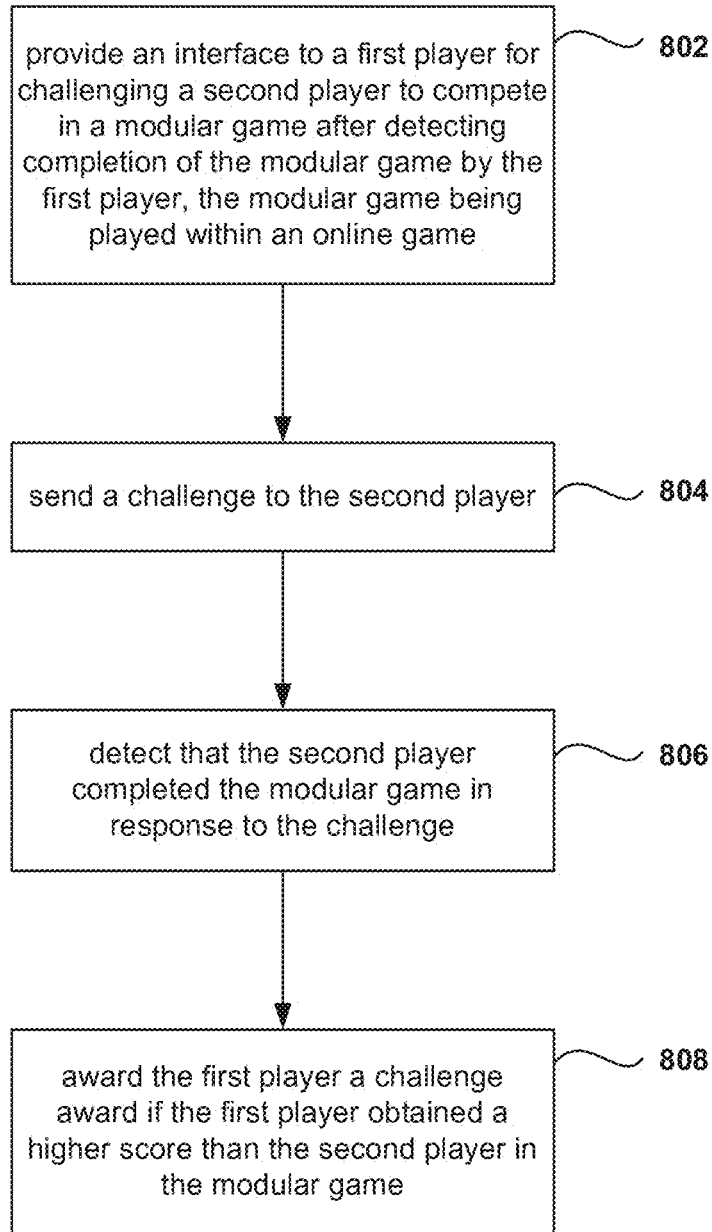 provide an interface to a first player for
challenging a second player to compete
in a modular game after detecting
completion of the modular game by the
first player, the modular game being
played within an online game
802
send a challenge to the second player
804
detect that the second player
completed the modular game in
response to the challenge
806
award the first player a challenge
award if the first player obtained a
higher score than the second player in
the modular game
808